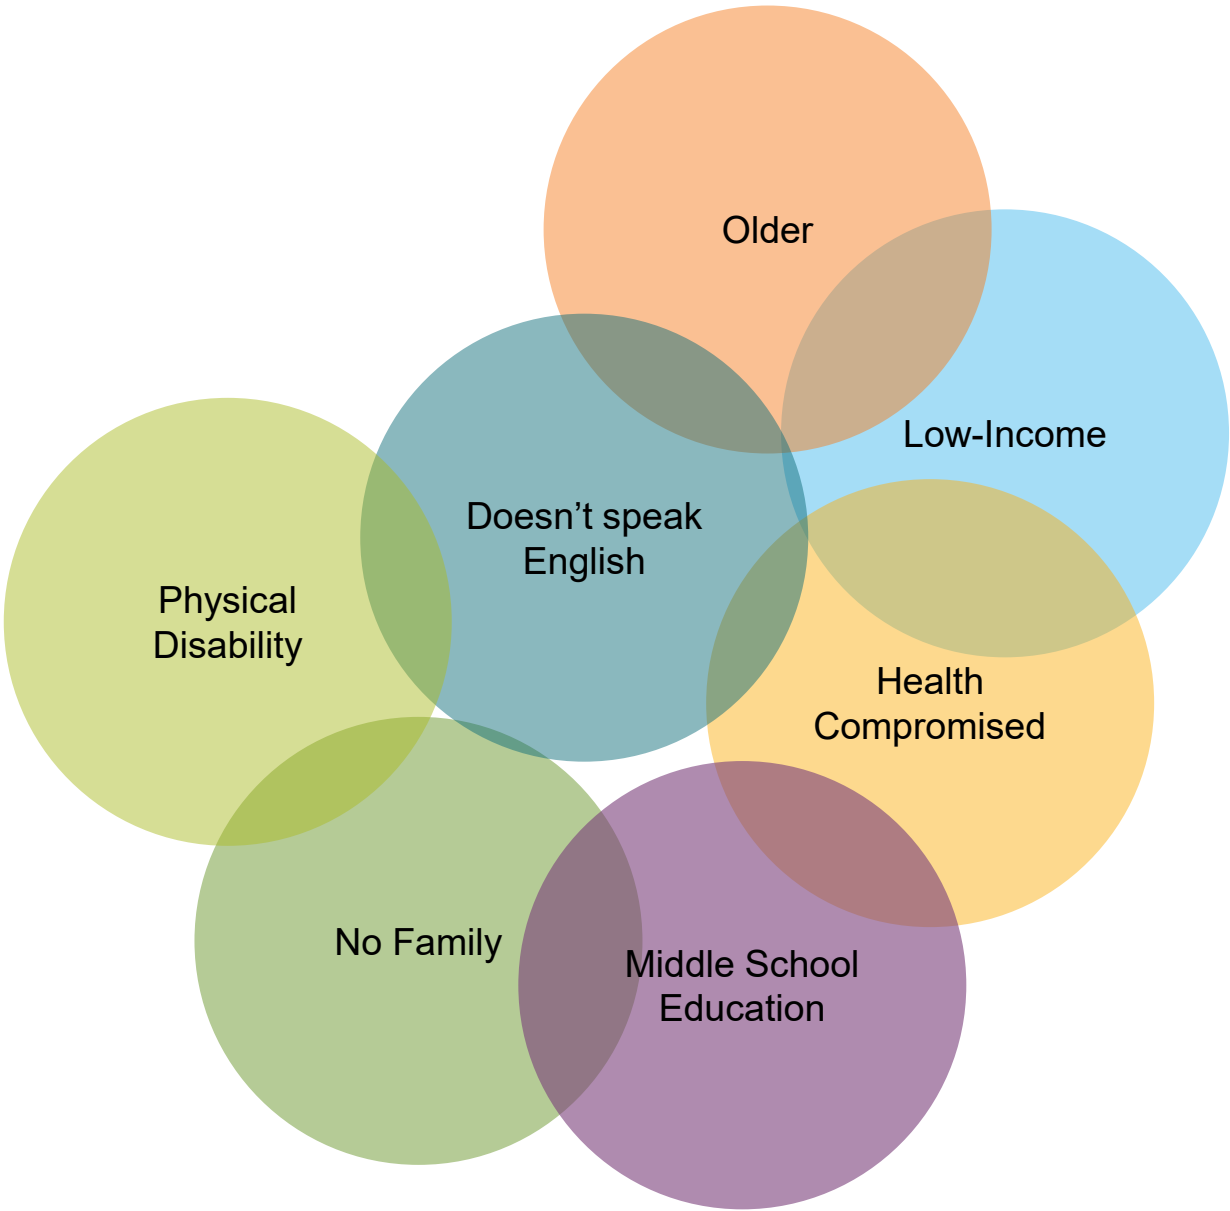 Older
Low-Income
Doesn’t speak
English
Physical
Disability
Health
Compromised
No Family
Middle School
Education